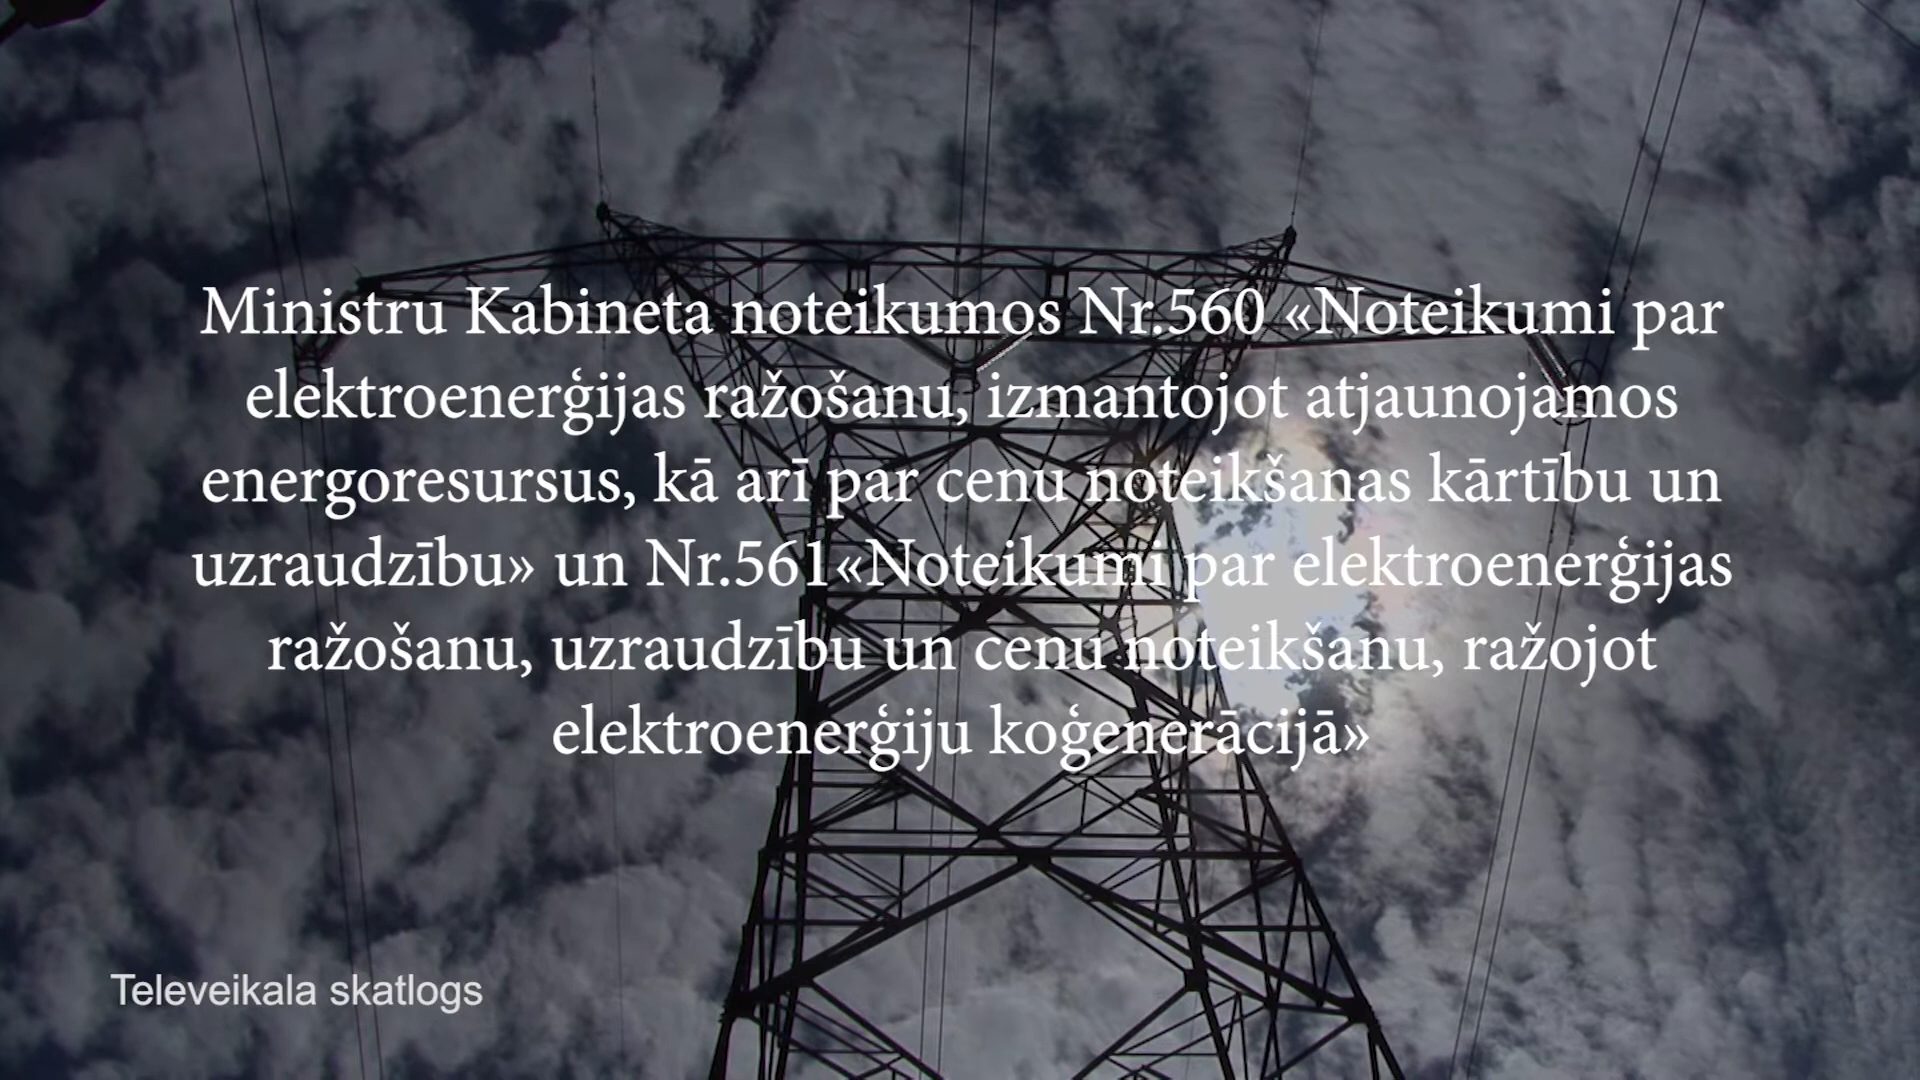 Ministru Kabineta noteikumos Nr.560 «Noteikumi par
elektroenerģijas ražošanu, izmantojot atjaunojamos
energoresursus, kā arī par cenu noteikšanas kārtību un
uzraudzību» un Nr.561«Noteikumi par elektroenerģijas
ražošanu, uzraudzību un cenu noteikšanu, ražojot
elektroenerģiju koģenerācijā»
Televeikala skatlogs